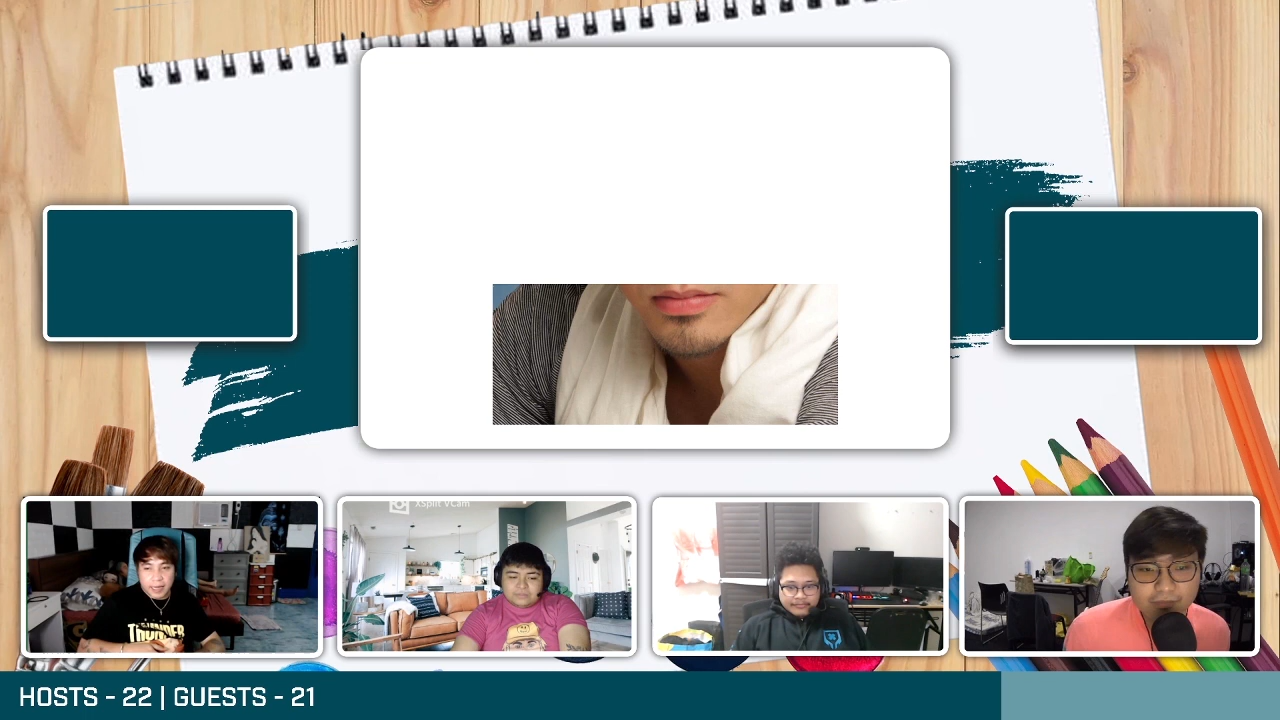 XSplit VCam
THUNDER
HOSTS - 22 | GUESTS - 21